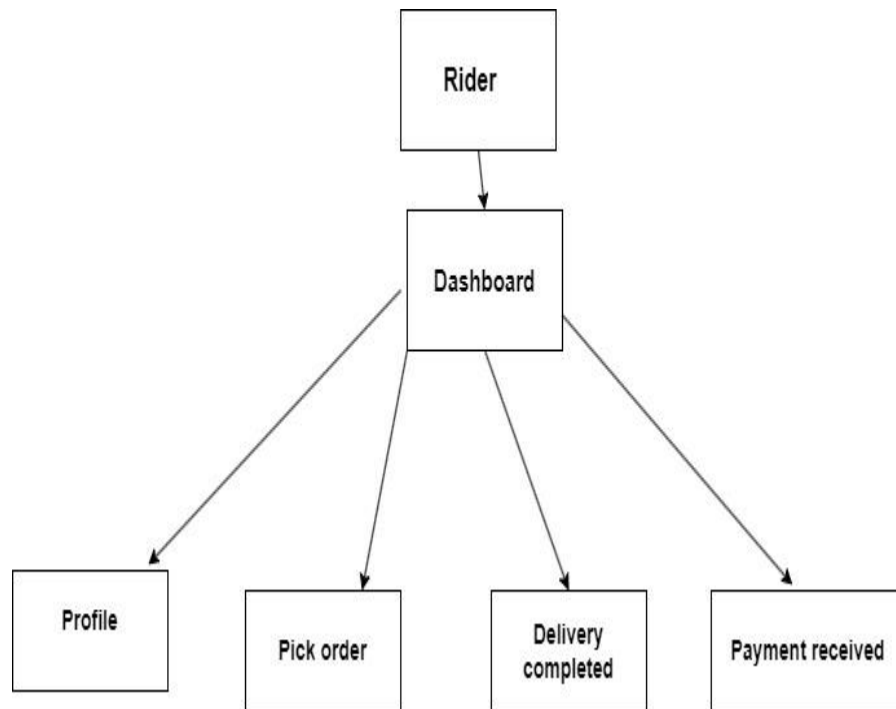 Rider
Dashboard
Profile
Pick order
Delivery
completed
Payment received